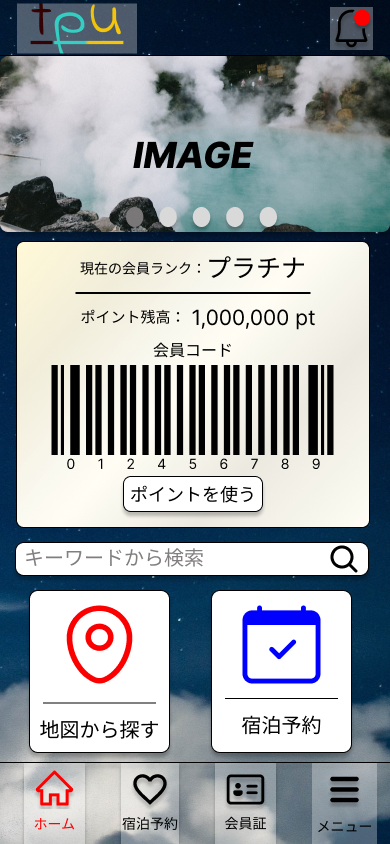 tpu
IMAGE
現在の会員ランク：プラチナ
ポイント残高： 1,000,000 pt
会員コード
0 1 2 4 5 6 7 8 9
ポイントを使う
キーワードから検索
地図から探す
宿泊予約
ホーム
宿泊予約
会員証
メニュー